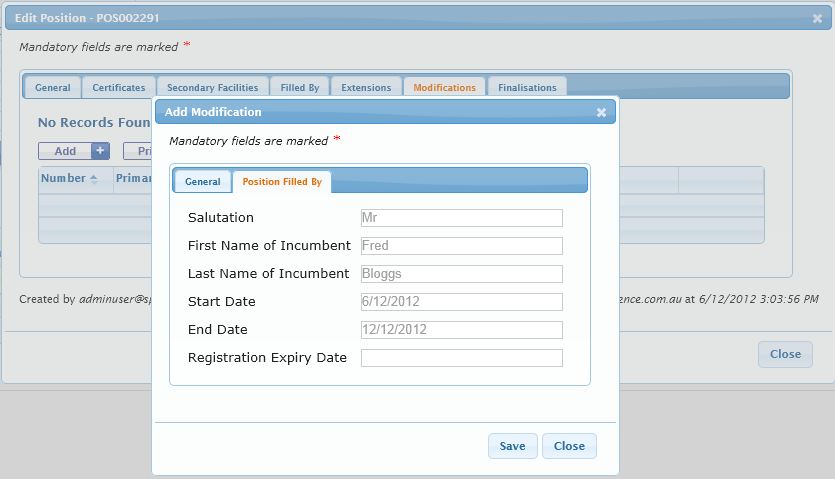 Edit Position - POS002291
Mandatory fields are marked *
General Certificates Secondary Facilities Filled By Extensions Modifications Finalisations
No Records Foun
Add +
Number Primar
Created by adminuser@sp
ence.com.au at 6/12/2012 3:03:56 PM
Close
Add Modification
Mandatory fields are marked *
General Position Filled By
Salutation Mr
First Name of Incumbent Fred
Last Name of Incumbent Bloggs
Start Date 6/12/2012
End Date 12/12/2012
Registration Expiry Date
Save Close